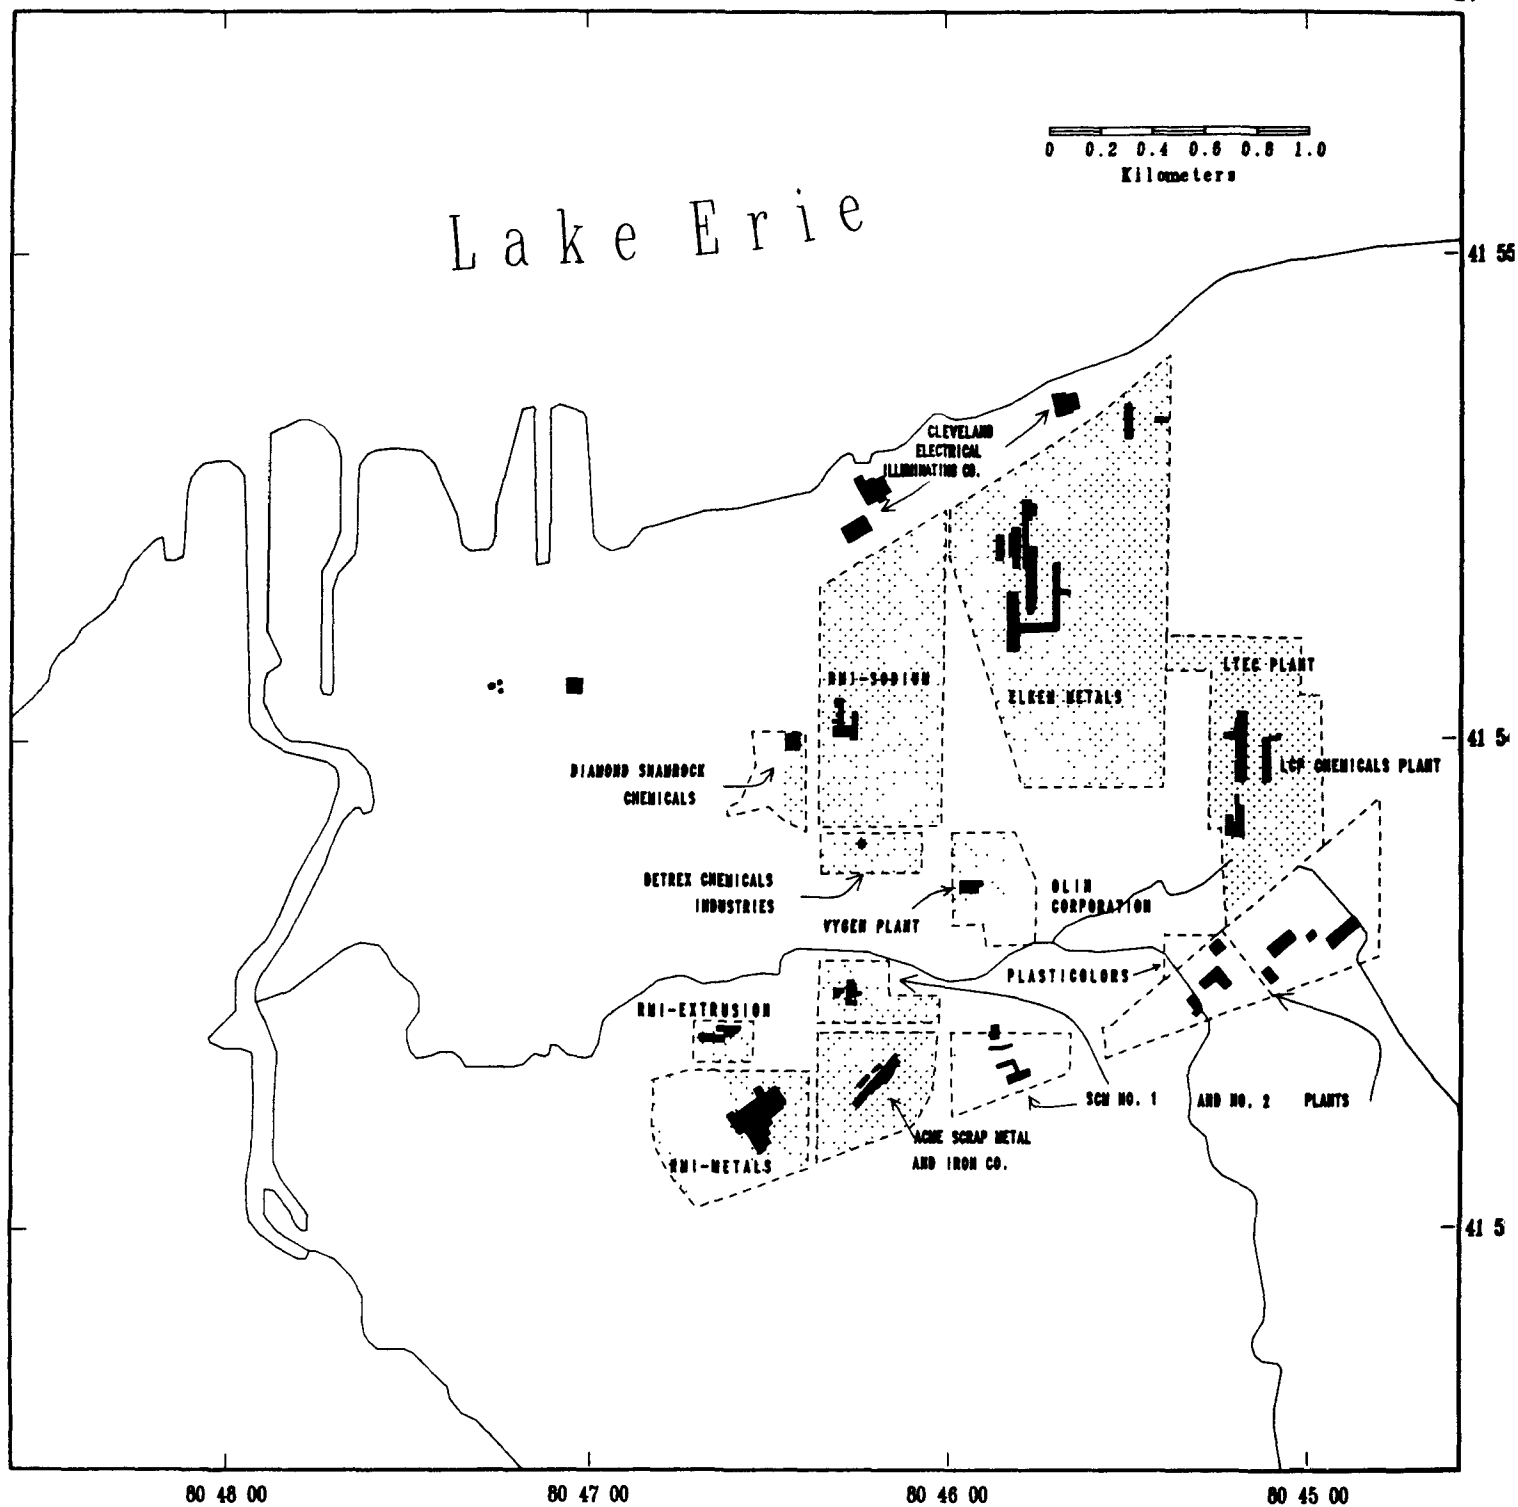 0 0.2 0.4 0.6 0.8 1.0
Kilometers
Lake Erie
41 55
CLEVELAND
ELECTRICAL
ILLUMINATING CO.
LTEC PLANT
RMI-SODIUM
ELKEM METALS
41 54
LCP CHEMICALS PLANT
DIAMOND SHAMROCK
CHEMICALS
DETREX CHEMICALS
INDUSTRIES
OLIN
CORPORATION
VYGEN PLANT
PLASTICOLORS
RMI-EXTRUSION
SCM NO. 1 AND NO. 2 PLANTS
ACME SCRAP METAL
AND IRON CO.
RMI-METALS
41 5
80 48 00 80 47 00 80 46 00 80 45 00